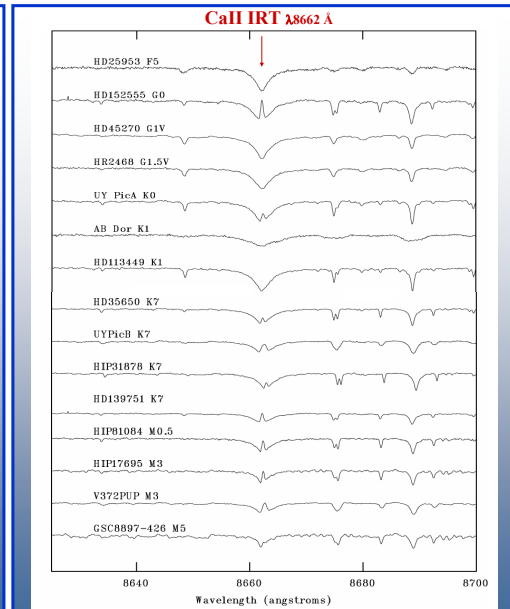 CaII IRT λ8662 Å
HD25953 F5
HD152555 G0
HD45270 G1V
HR2468 G1.5V
UY PicA K0
AB Dor K1
HD113449 K1
HD35650 K7
UYPicB K7
HIP31878 K7
HD139751 K7
HIP81084 M0.5
HIP17695 M3
V372PUP M3
GSC8897-426 M5
8640 8660 8680 8700
Wavelength (angstroms)